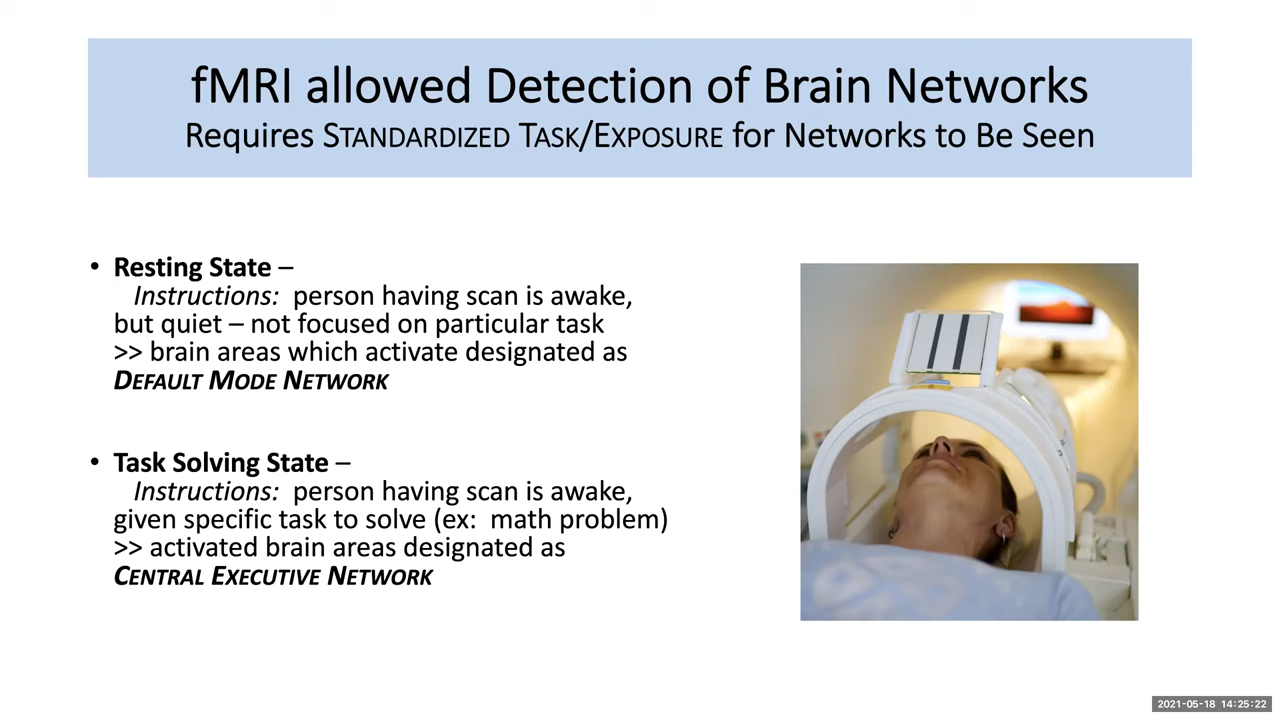 fMRI allowed Detection of Brain Networks
Requires STANDARDIZED TASK/EXPOSURE for Networks to Be Seen
• Resting State –
Instructions:  person having scan is awake,
but quiet – not focused on particular task
>> brain areas which activate designated as
DEFAULT MODE NETWORK
• Task Solving State –
Instructions:  person having scan is awake,
given specific task to solve (ex:  math problem)
>> activated brain areas designated as
CENTRAL EXECUTIVE NETWORK
2021-05-18 14:25:22